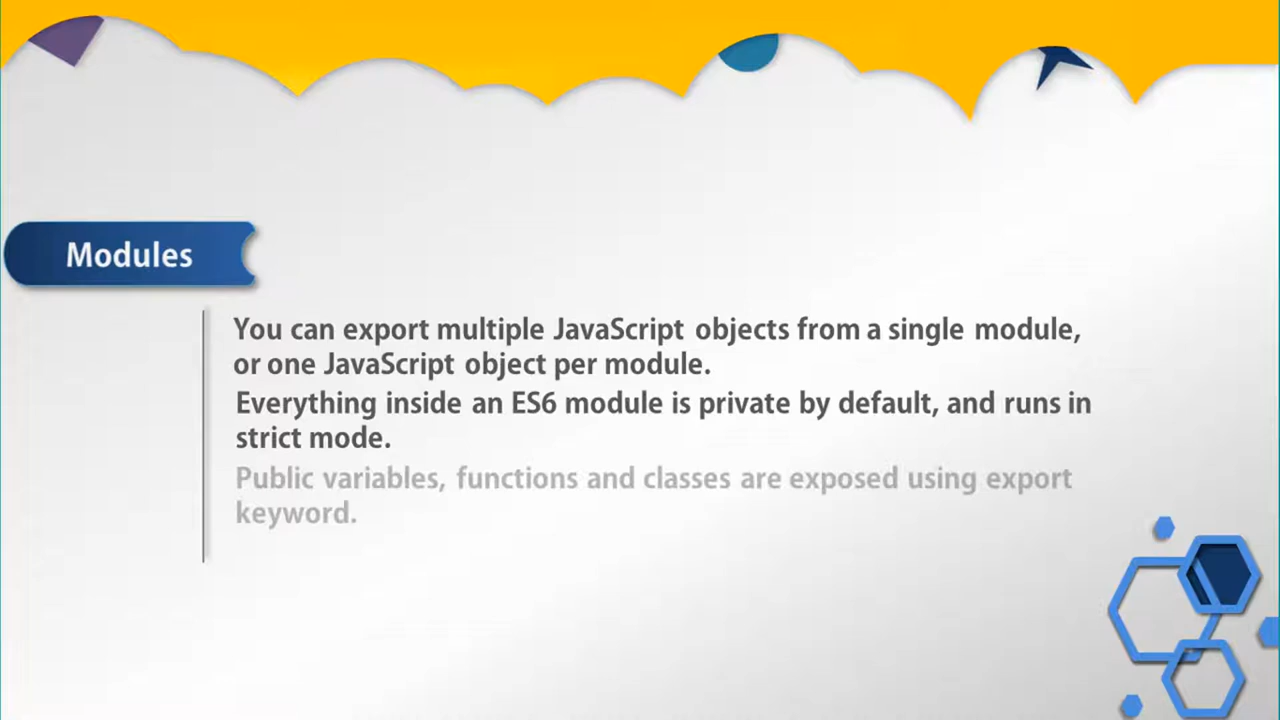 Modules
You can export multiple JavaScript objects from a single module,
or one JavaScript object per module.
Everything inside an ES6 module is private by default, and runs in
strict mode.
Public variables, functions and classes are exposed using export
keyword.